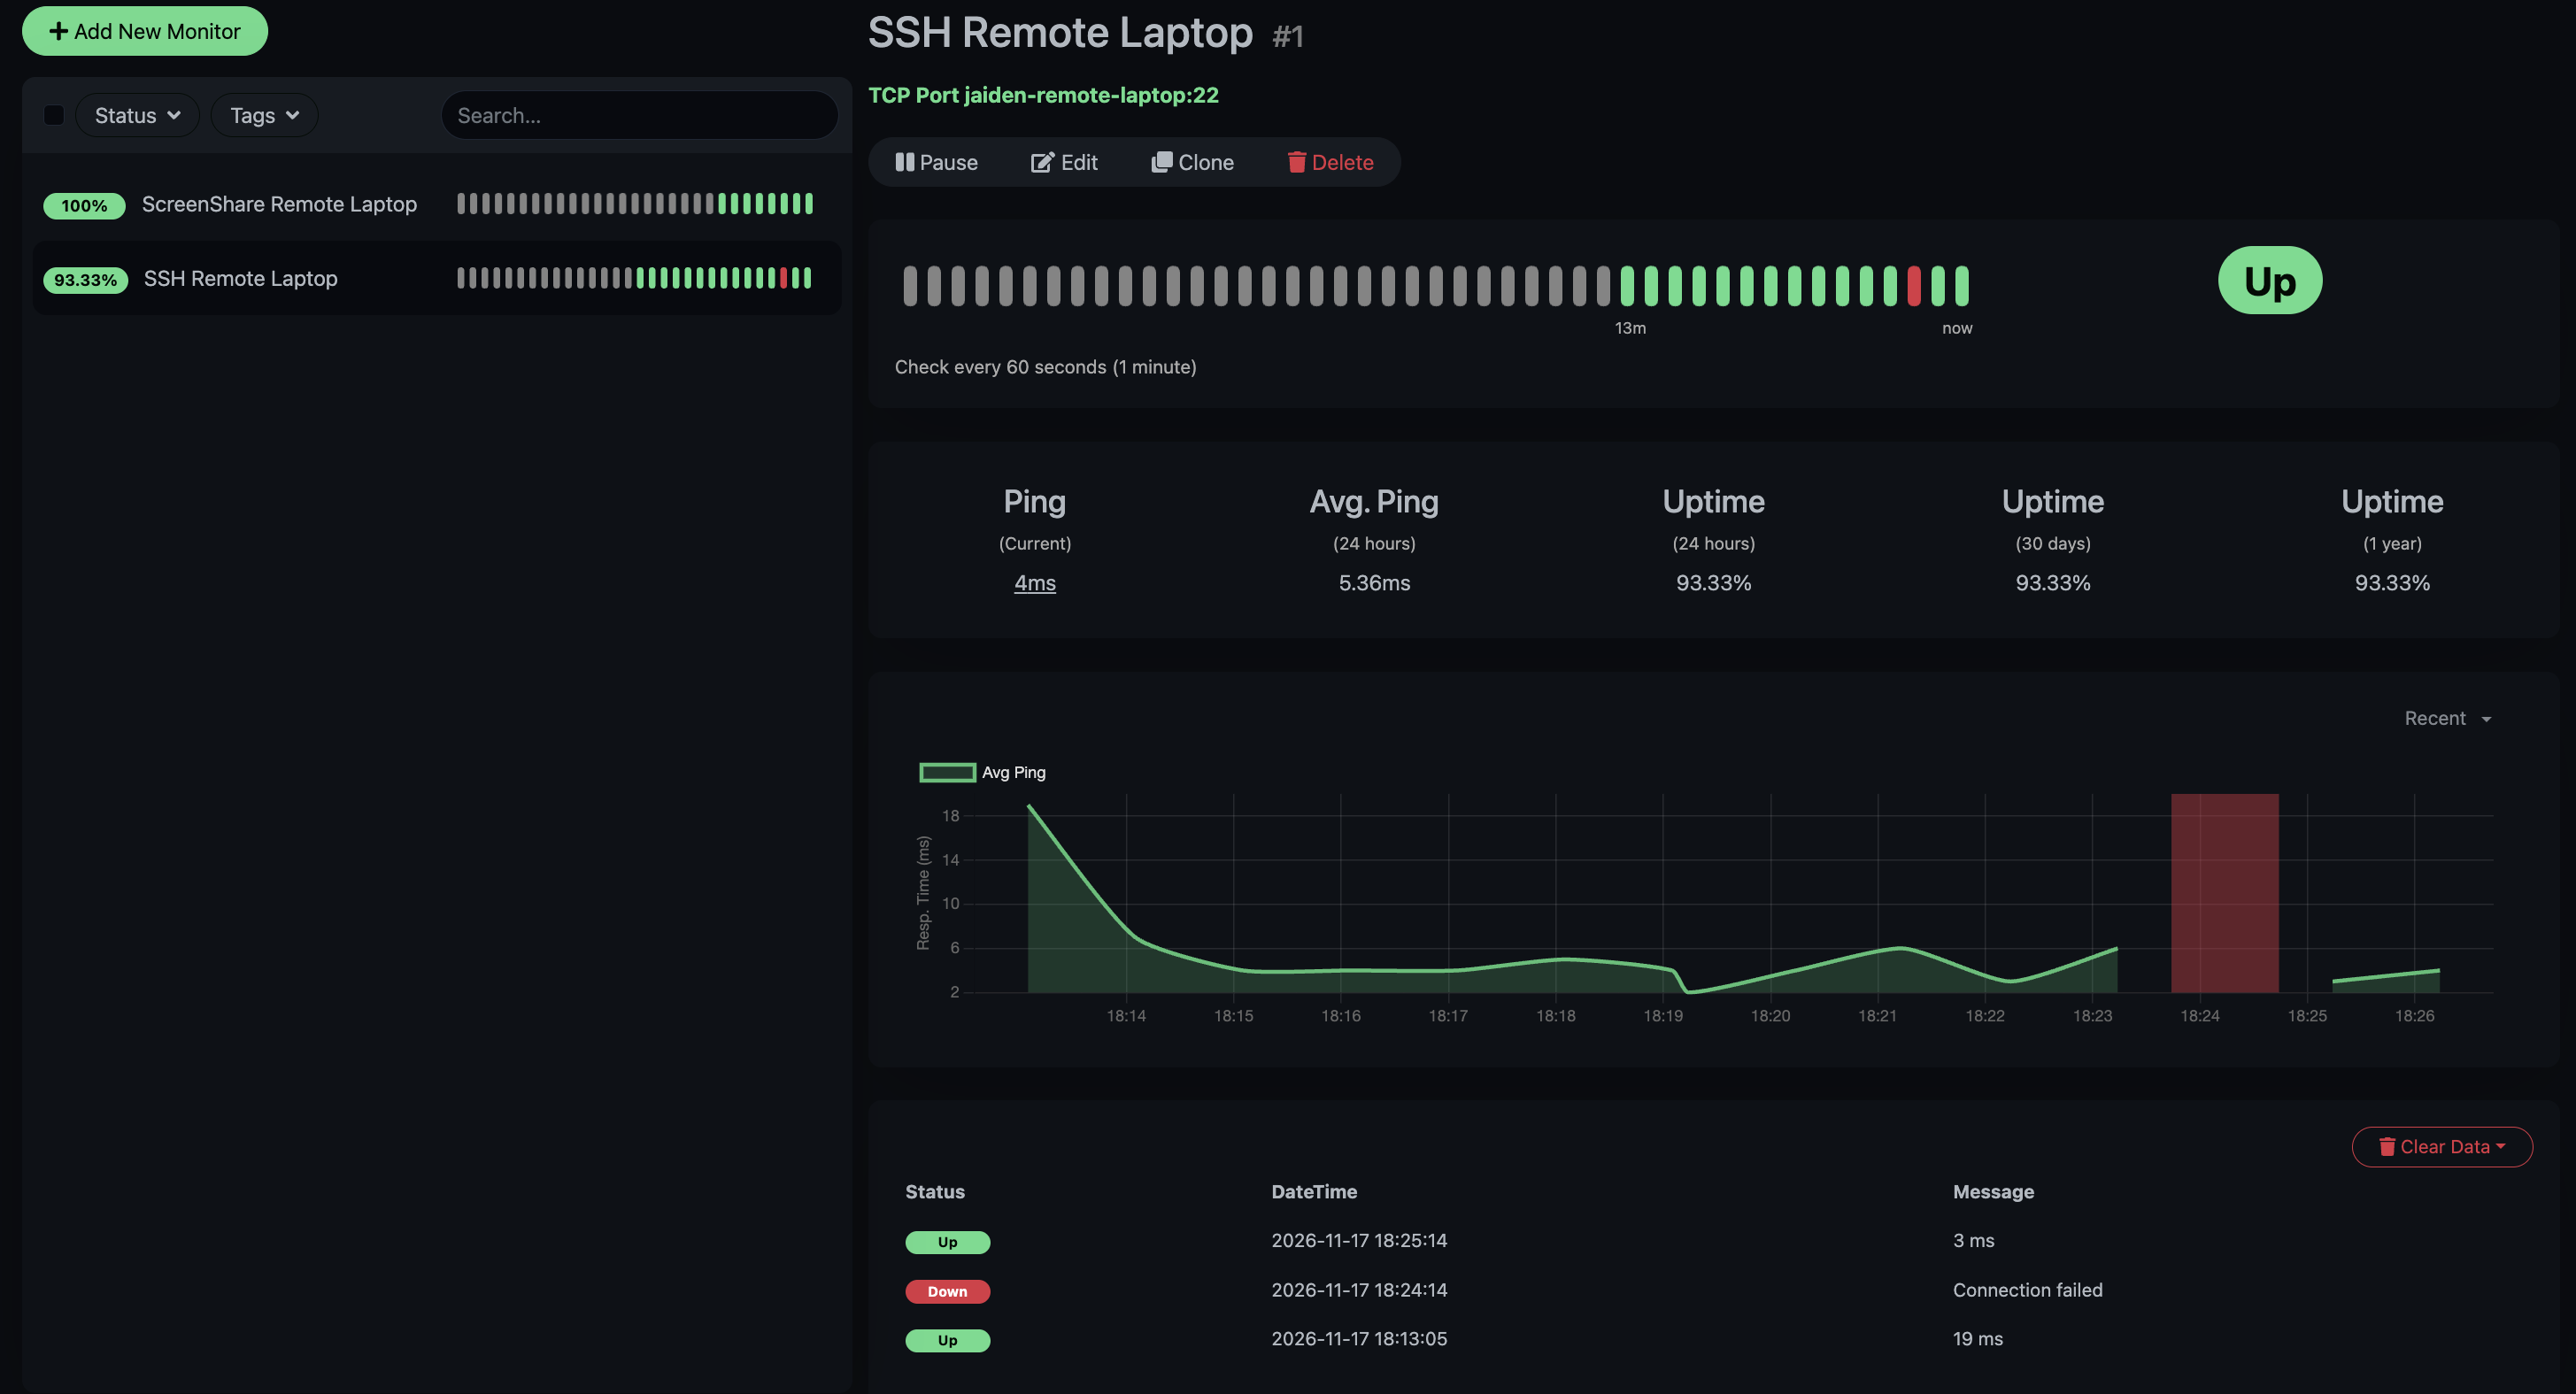 Add New Monitor
Status
Tags
Search...
100%
ScreenShare Remote Laptop
93.33%
SSH Remote Laptop
SSH Remote Laptop #1
TCP Port jaiden-remote-laptop:22
Pause Edit Clone Delete
13m now
Up
Check every 60 seconds (1 minute)
Ping Avg. Ping Uptime Uptime Uptime
(Current) (24 hours) (24 hours) (30 days) (1 year)
4ms 5.36ms 93.33% 93.33% 93.33%
Recent
Avg Ping
Resp. Time (ms)
18
14
10
6
2
18:14 18:15 18:16 18:17 18:18 18:19 18:20 18:21 18:22 18:23 18:24 18:25 18:26
Clear Data
Status DateTime Message
Up 2026-11-17 18:25:14 3 ms
Down 2026-11-17 18:24:14 Connection failed
Up 2026-11-17 18:13:05 19 ms